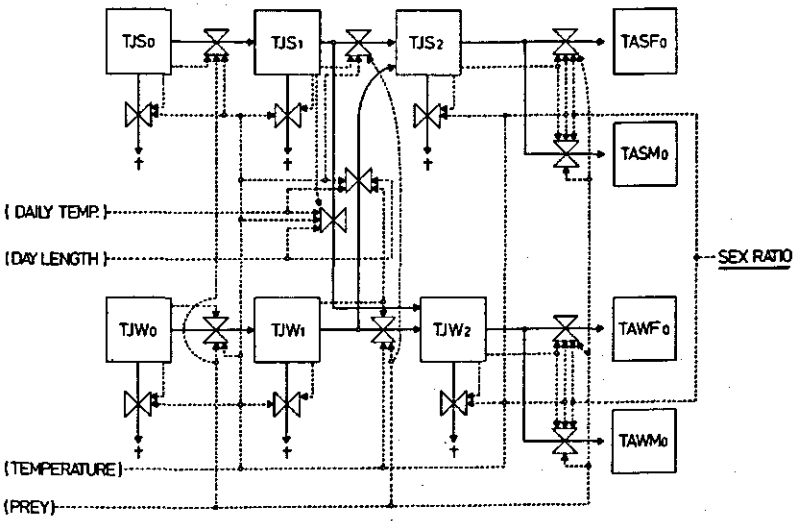 TJS0 TJS1 TJS2 TASF0
† † †
TASM0
(DAILY TEMP.)
(DAY LENGTH)
SEX RATIO
TJW0 TJW1 TJW2 TAWF0
† † †
TAWM0
(TEMPERATURE)
(PREY)